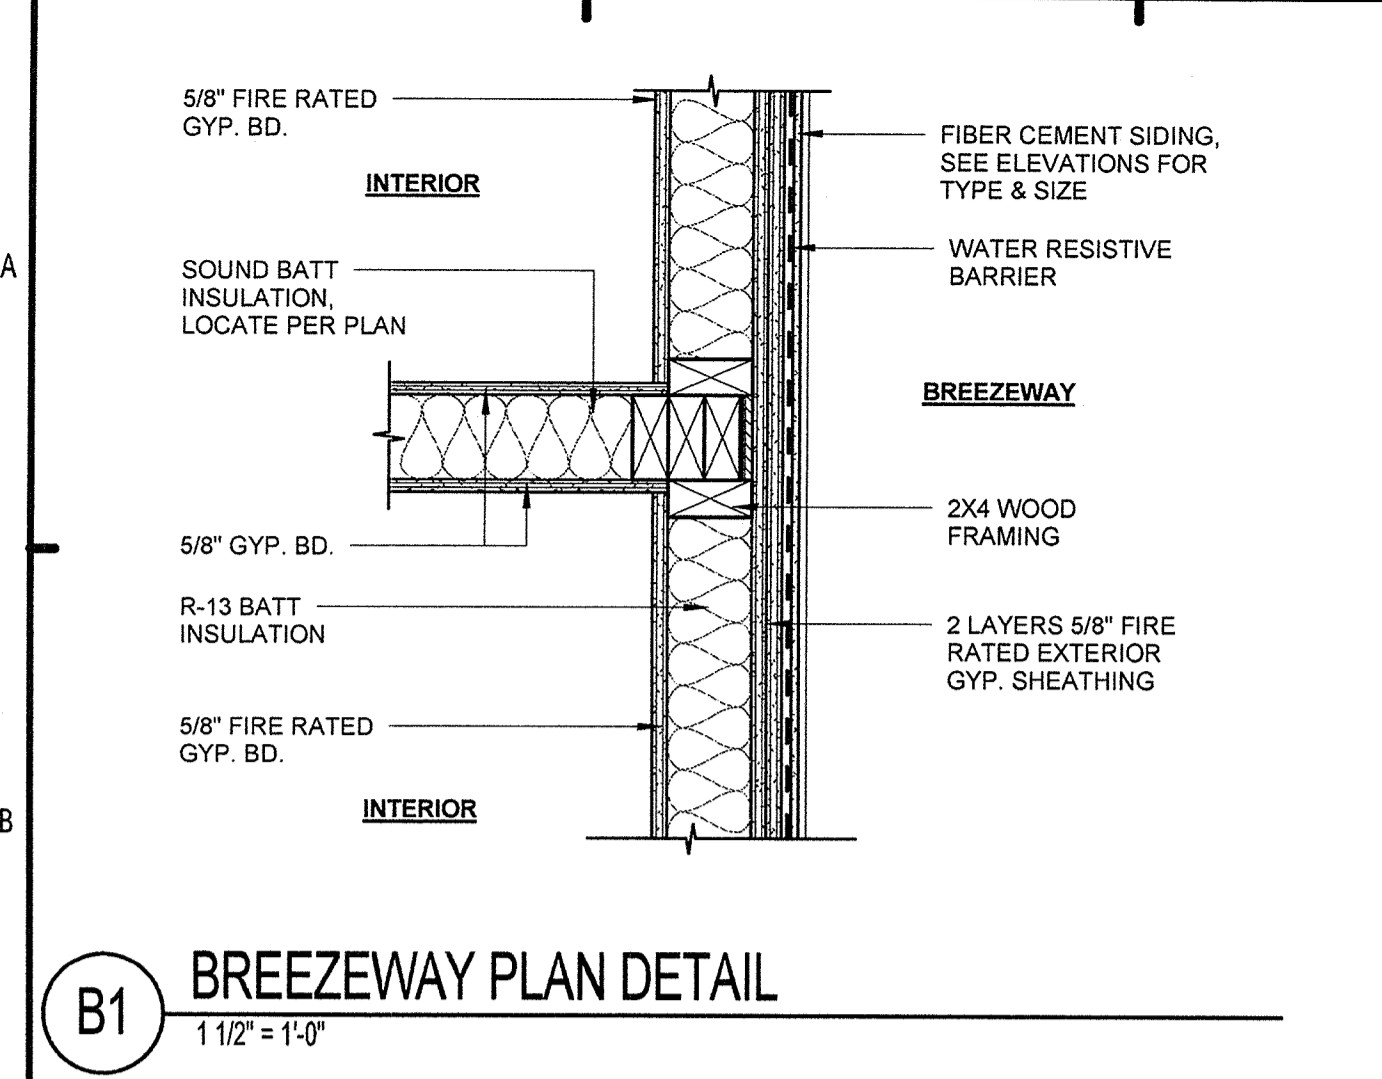 5/8" FIRE RATED
GYP. BD.
INTERIOR
SOUND BATT
INSULATION,
LOCATE PER PLAN
5/8" GYP. BD.
R-13 BATT
INSULATION
5/8" FIRE RATED
GYP. BD.
INTERIOR
FIBER CEMENT SIDING,
SEE ELEVATIONS FOR
TYPE & SIZE
WATER RESISTIVE
BARRIER
BREEZEWAY
2X4 WOOD
FRAMING
2 LAYERS 5/8" FIRE
RATED EXTERIOR
GYP. SHEATHING
A
B
B1
BREEZEWAY PLAN DETAIL
1 1/2" = 1'-0"